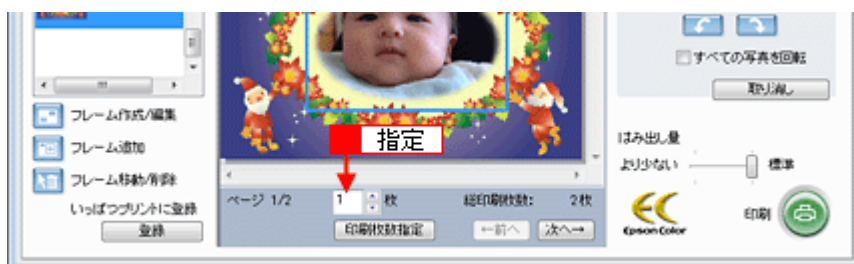 すべての写真を回転
取り消し
フレーム作成/編集
フレーム追加
フレーム移動/削除
いっぱつプリントに登録
登録
指定
ページ 1/2
1
枚
総印刷枚数:
2枚
印刷枚数指定
←前へ
次へ→
はみ出し量
より少ない
標準
Epson Color
印刷